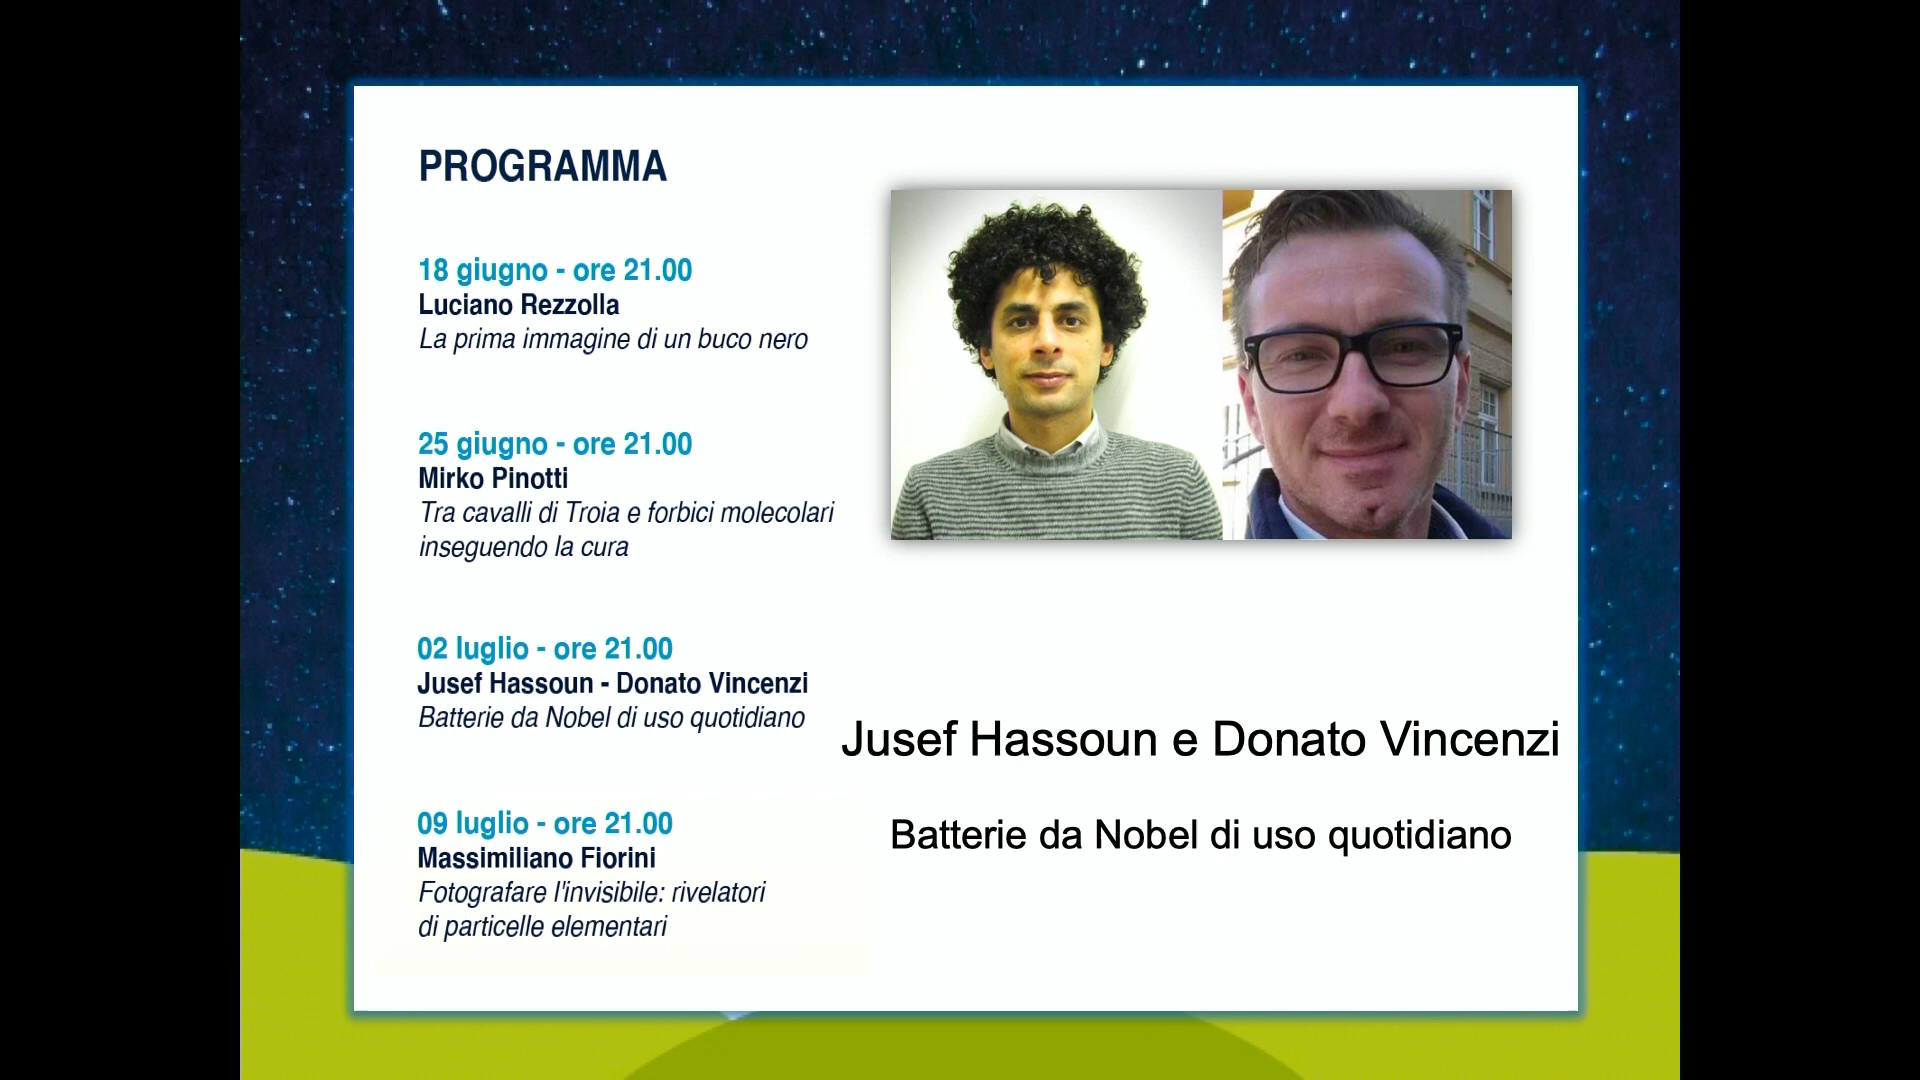 PROGRAMMA
18 giugno - ore 21.00
Luciano Rezzolla
La prima immagine di un buco nero
25 giugno - ore 21.00
Mirko Pinotti
Tra cavalli di Troia e forbici molecolari
inseguendo la cura
02 luglio - ore 21.00
Jusef Hassoun - Donato Vincenzi
Batterie da Nobel di uso quotidiano
09 luglio - ore 21.00
Massimiliano Fiorini
Fotografare l'invisibile: rivelatori
di particelle elementari
Jusef Hassoun e Donato Vincenzi
Batterie da Nobel di uso quotidiano